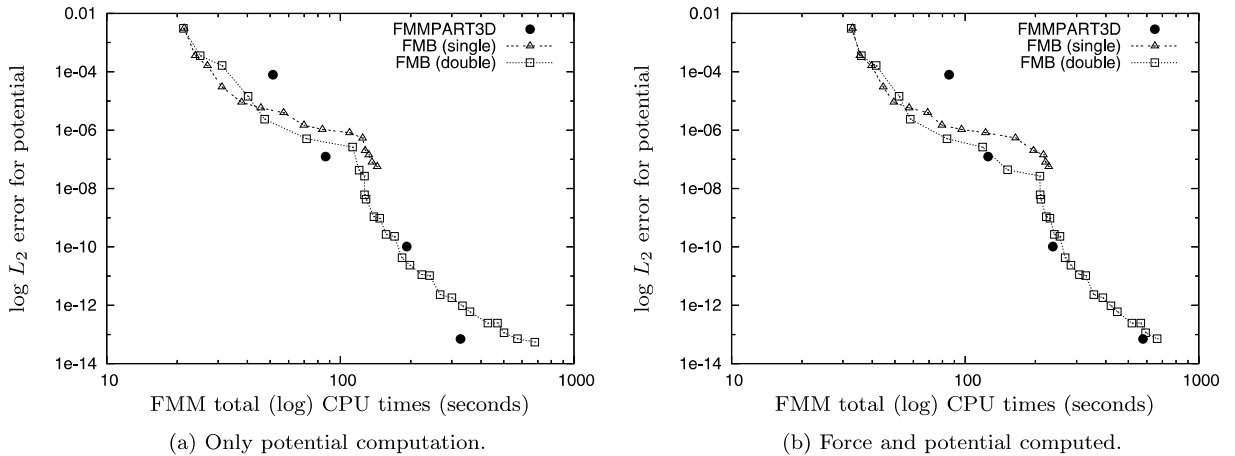 0.01
1e-04
1e-06
1e-08
1e-10
1e-12
1e-14
log L2 error for potential
FMMPART3D
FMB (single)
FMB (double)
10
100
1000
FMM total (log) CPU times (seconds)
(a) Only potential computation.
0.01
1e-04
1e-06
1e-08
1e-10
1e-12
1e-14
log L2 error for potential
FMMPART3D
FMB (single)
FMB (double)
10
100
1000
FMM total (log) CPU times (seconds)
(b) Force and potential computed.